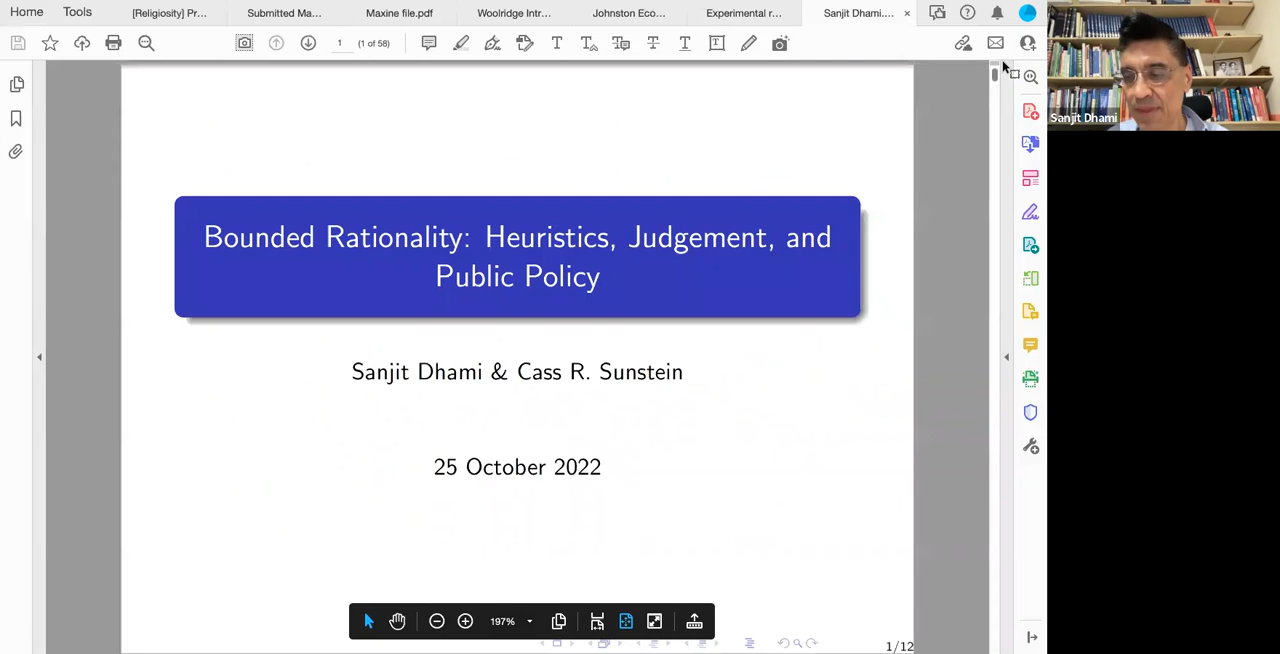 Home
Tools
[Religiosity] Pr...
Submitted Ma...
Maxine file.pdf
Woolridge Intr...
Johnston Eco...
Experimental r...
Sanjit Dhami....
1
(1 of 58)
Sanjit Dhami
Bounded Rationality: Heuristics, Judgement, and
Public Policy
Sanjit Dhami & Cass R. Sunstein
25 October 2022
197%
1/12